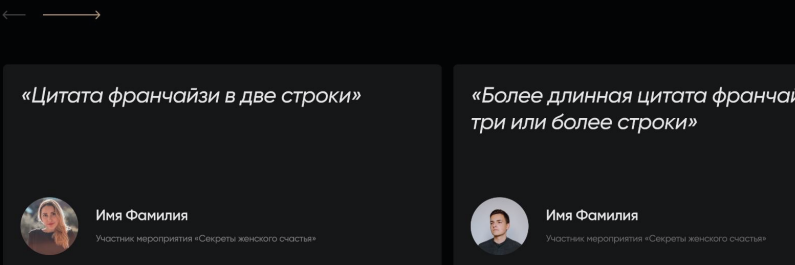 «Цитата франчайзи в две строки»
Имя Фамилия
Участник мероприятия «Секреты женского счастья»
«Более длинная цитата
три или более строки»
Имя Фамилия
Участник мероприятия «Секреты женского счастья»